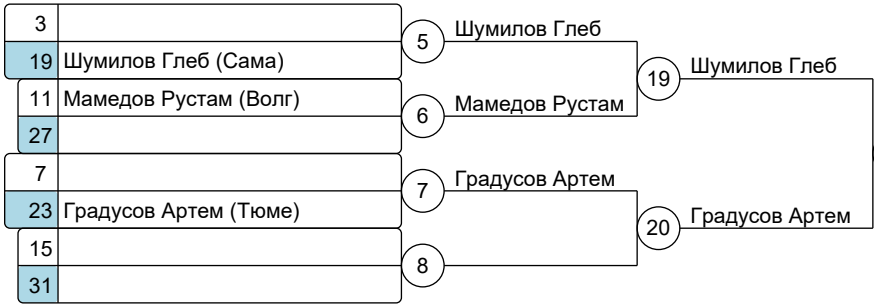 3
5
Шумилов Глеб
19 Шумилов Глеб (Сама)
19
Шумилов Глеб
11 Мамедов Рустам (Волг)
6
Мамедов Рустам
27
7
7
Градусов Артем
23 Градусов Артем (Тюме)
20
Градусов Артем
15
8
31